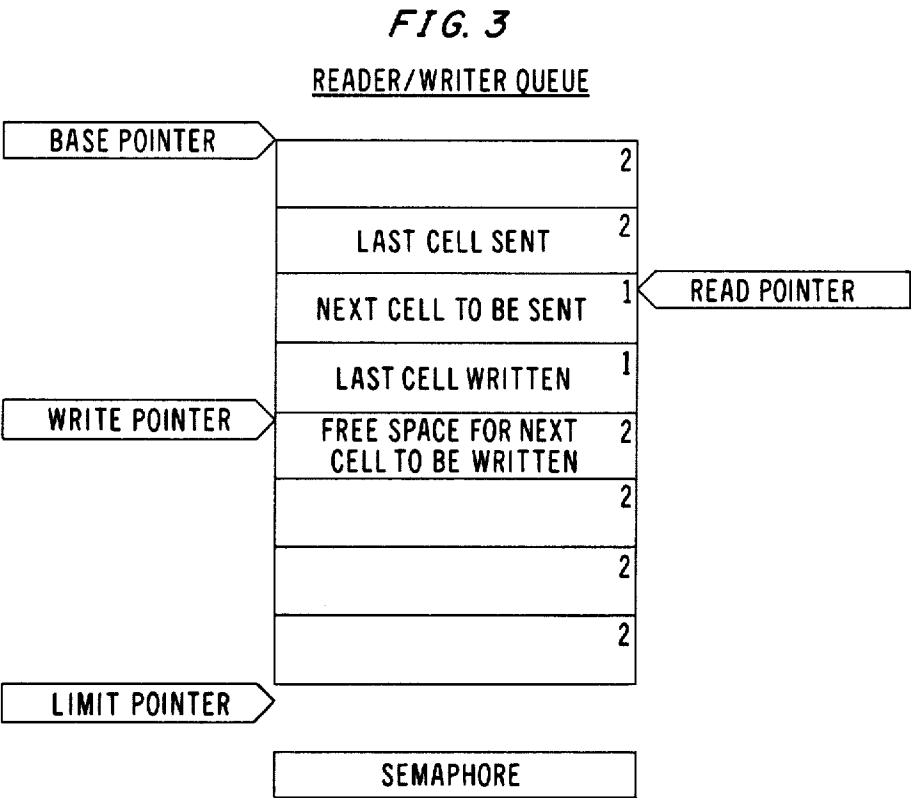 FIG. 3
READER/WRITER QUEUE
BASE POINTER
2
LAST CELL SENT 2
NEXT CELL TO BE SENT 1
READ POINTER
LAST CELL WRITTEN 1
WRITE POINTER
FREE SPACE FOR NEXT 2
CELL TO BE WRITTEN
2
2
2
LIMIT POINTER
SEMAPHORE